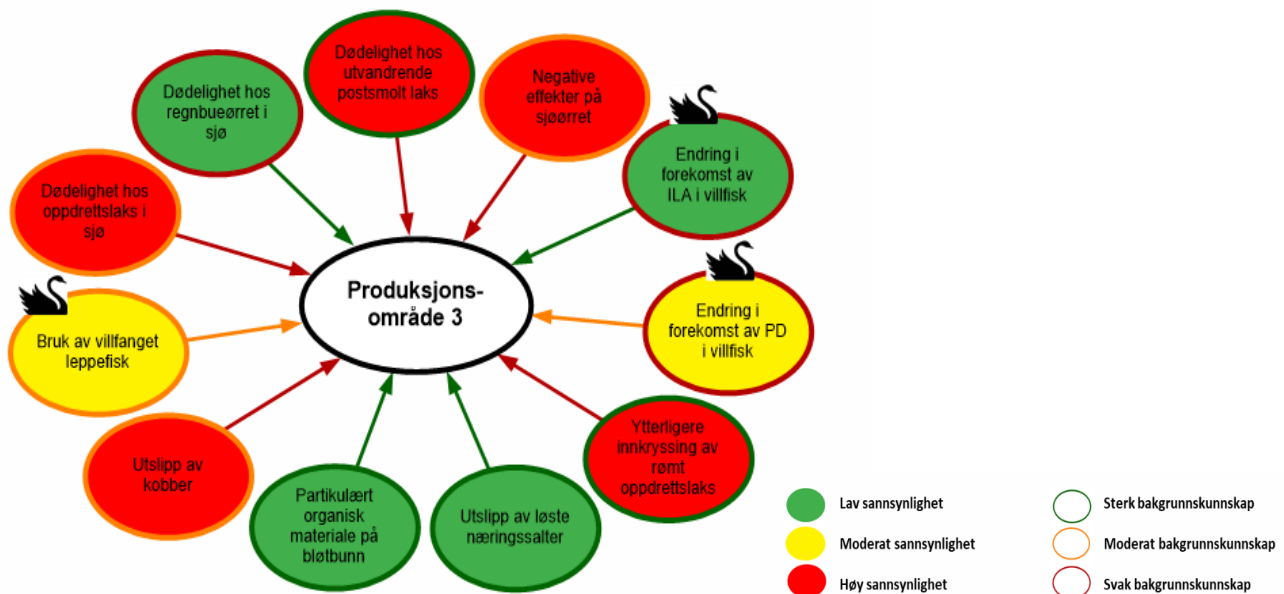 Dødelighet hos
utvandrende
postsmolt laks
Negative
effekter på
sjøørret
Dødelighet hos
regnbueørret i
sjø
Endring i
forekomst av
ILA i villfisk
Dødelighet hos
oppdrettslaks i
sjø
Produksjons-
område 3
Endring i
forekomst av PD
i villfisk
Bruk av villfanget
leppefisk
Ytterligere
innkryssing av
rømt
oppdrettslaks
Utslipp av
kobber
Partikulært
organisk
materiale på
bløtbunn
Utslipp av løste
næringssalter
Lav sannsynlighet
Moderat sannsynlighet
Høy sannsynlighet
Sterk bakgrunnskunnskap
Moderat bakgrunnskunnskap
Svak bakgrunnskunnskap